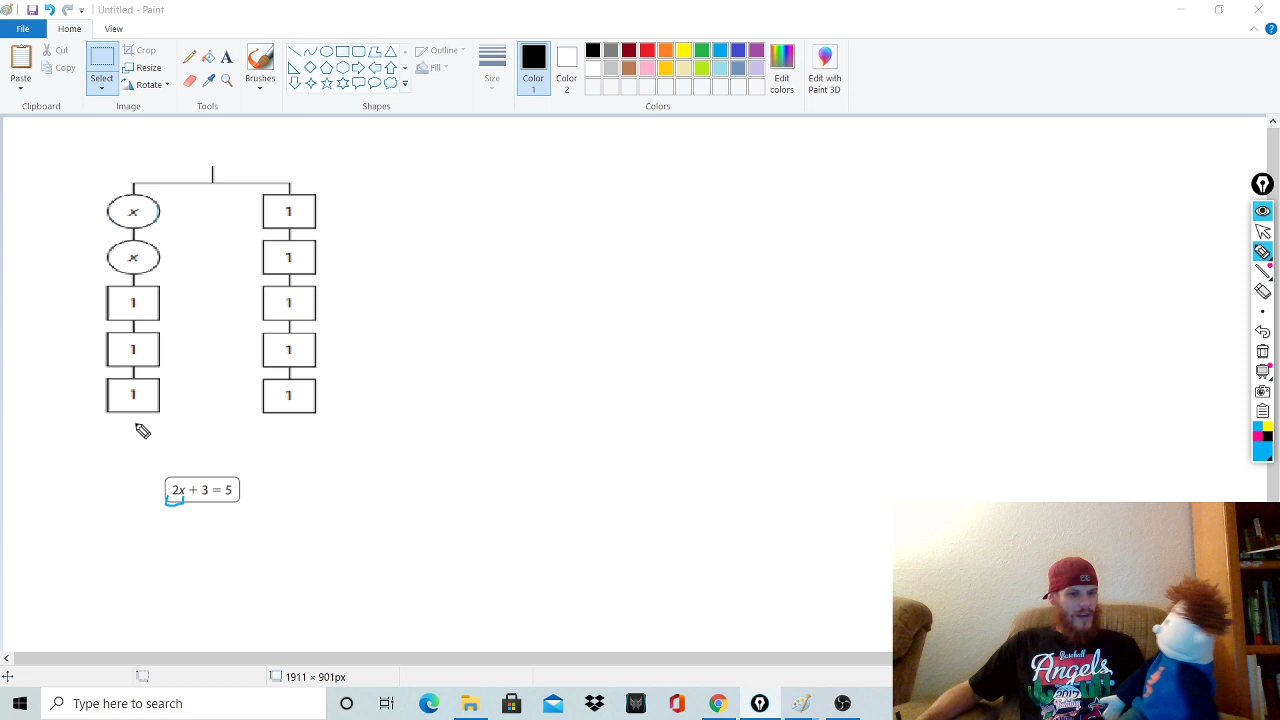 Untitled - Paint
File
Home
View
Paste
Cut
Copy
Clipboard
Select
Crop
Resize
Rotate
Image
A
Tools
Brushes
Outline
Fill
Shapes
Size
Color
1
Color
2
Edit
colors
Colors
Edit with
Paint 3D
x
x
1
1
1
1
1
1
1
1
2x + 3 = 5
1911 × 901px
Type here to search
Baseball
Angels